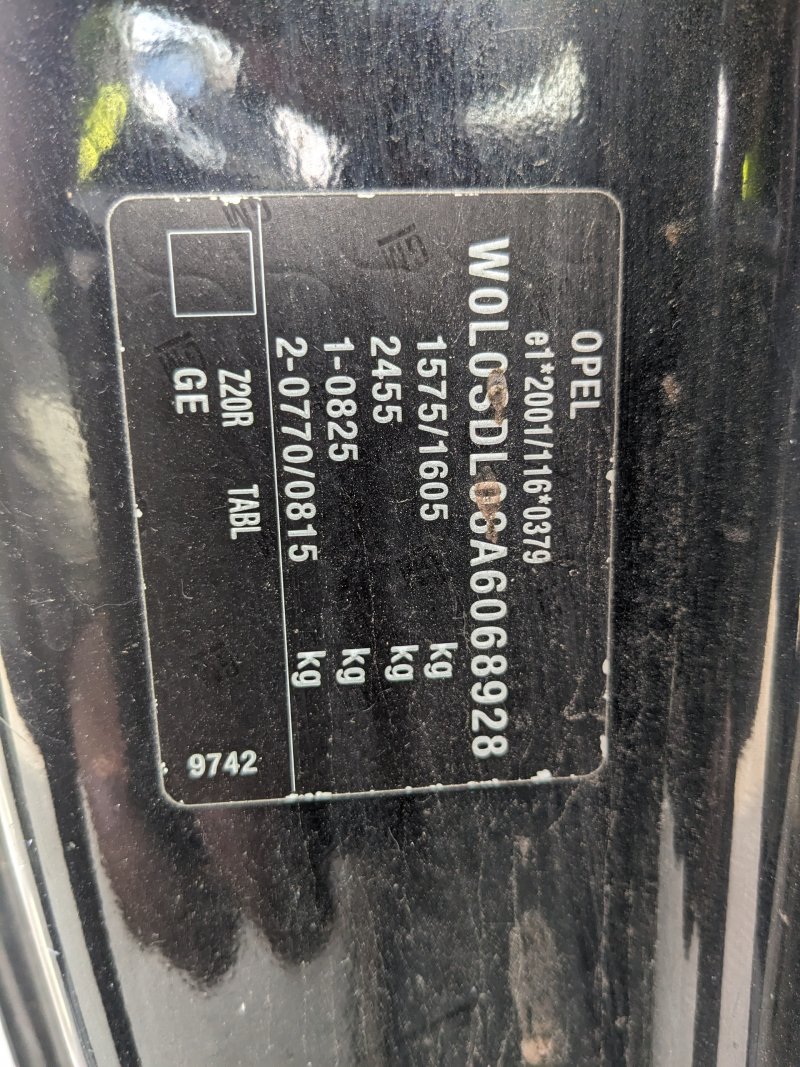 OPEL
e1*2001/116*0379
W0L0SDL08A6068928
1575/1605 kg
2455 kg
1-0825 kg
2-0770/0815 kg
Z20R TABL
GE
9742